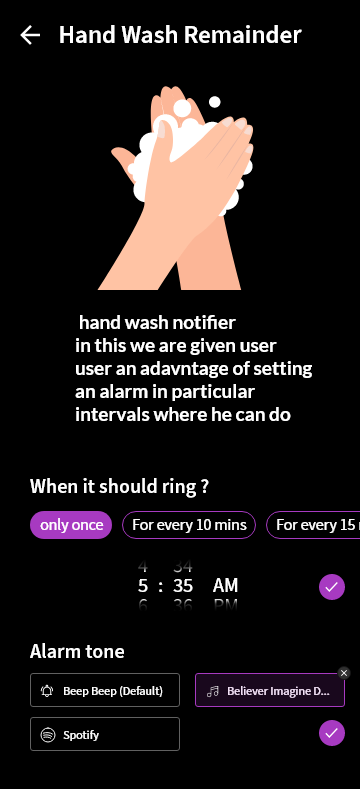 Hand Wash Remainder
hand wash notifier
in this we are given user
user an adavntage of setting
an alarm in particular
intervals where he can do
When it should ring ?
only once
For every 10 mins
For every 15
4 34
5 : 35 AM
6 36 PM
Alarm tone
Beep Beep (Default)
Believer Imagine D...
Spotify